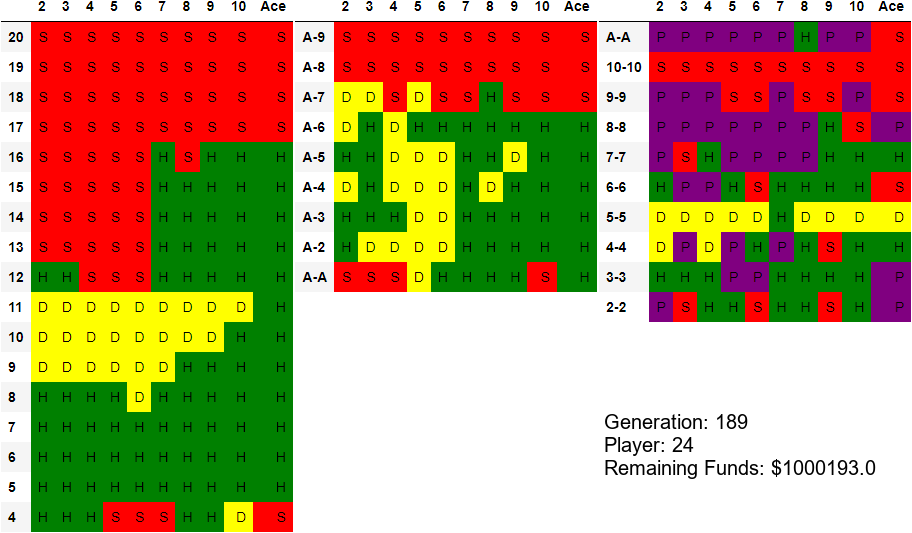 2 3 4 5 6 7 8 9 10 Ace
20 S S S S S S S S S S
19 S S S S S S S S S S
18 S S S S S S S S S S
17 S S S S S S S S S S
16 S S S S S H S H H H
15 S S S S S H H H H H
14 S S S S S H H H H H
13 S S S S S H H H H H
12 H H S S S H H H H H
11 D D D D D D D D D H
10 D D D D D D D D H H
9 D D D D D D H H H H
8 H H H H D H H H H H
7 H H H H H H H H H H
6 H H H H H H H H H H
5 H H H H H H H H H H
4 H H H S S S H H D S
2 3 4 5 6 7 8 9 10 Ace
A-9 S S S S S S S S S S
A-8 S S S S S S S S S S
A-7 D D S D S S H S S S
A-6 D H D H H H H H H H
A-5 H H D D D H H D H H
A-4 D H D D D H D H H H
A-3 H H H D D H H H H H
A-2 H D D D D H H H H H
A-A S S S D H H H H S H
2 3 4 5 6 7 8 9 10 Ace
A-A P P P P P P H P P S
10-10 S S S S S S S S S S
9-9 P P P S S P S S P S
8-8 P P P P P P P H S P
7-7 P S H P P P P H H H
6-6 H P P H S H H H H S
5-5 D D D D D H D D D D
4-4 D P D P H P H S H H
3-3 H H H P P H H H H P
2-2 P S H H S H H S H P
Generation: 189
Player: 24
Remaining Funds: $1000193.0